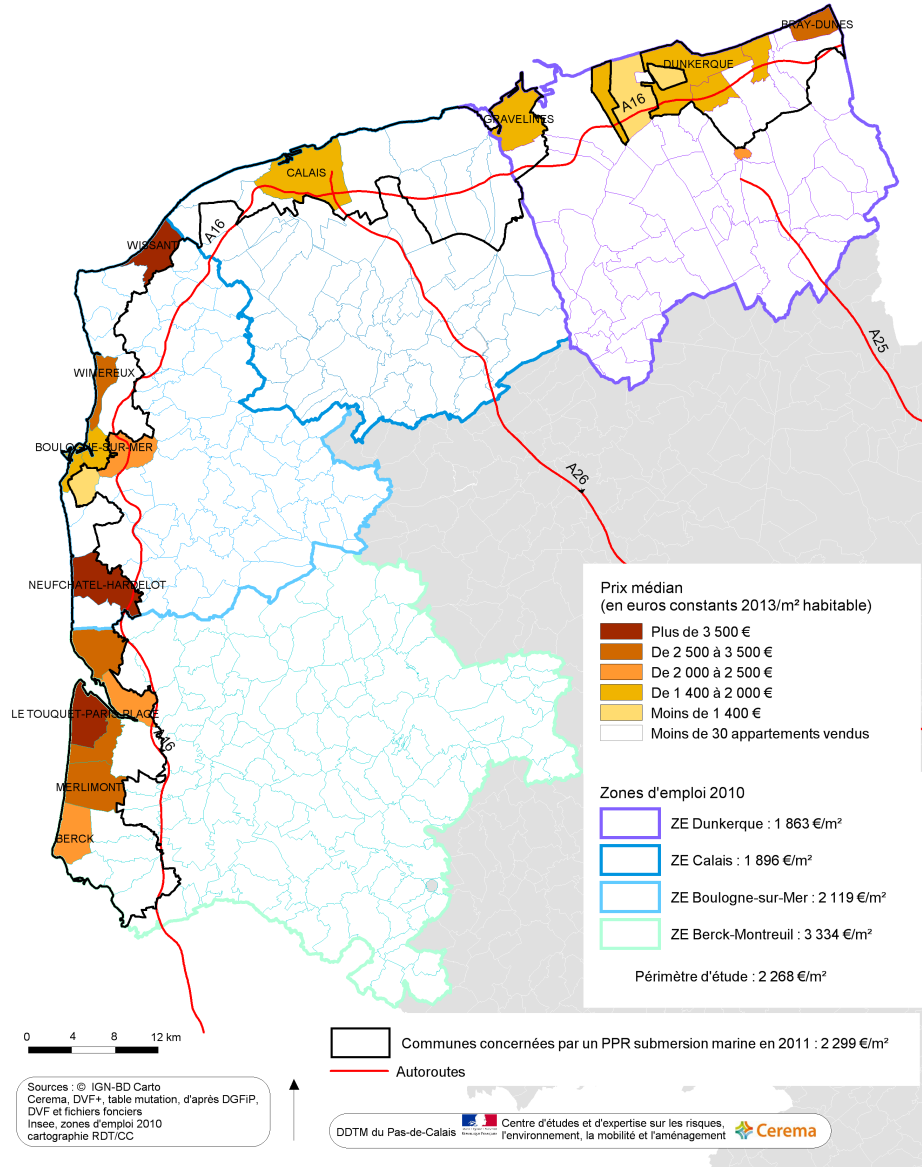 BRAY-DUNES
DUNKERQUE
A16
GRAVELINES
CALAIS
A16
WISSANT
A25
WIMEREUX
BOULOGNE-SUR-MER
A26
NEUFCHATEL-HARDELOT
LE TOUQUET-PARIS-PLAGE
A16
MERLIMONT
BERCK
Prix médian
(en euros constants 2013/m² habitable)
Plus de 3 500 €
De 2 500 à 3 500 €
De 2 000 à 2 500 €
De 1 400 à 2 000 €
Moins de 1 400 €
Moins de 30 appartements vendus
Zones d'emploi 2010
ZE Dunkerque : 1 863 €/m²
ZE Calais : 1 896 €/m²
ZE Boulogne-sur-Mer : 2 119 €/m²
ZE Berck-Montreuil : 3 334 €/m²
Périmètre d'étude : 2 268 €/m²
0 4 8 12 km
Communes concernées par un PPR submersion marine en 2011 : 2 299 €/m²
Autoroutes
Sources : © IGN-BD Carto
Cerema, DVF+, table mutation, d'après DGFiP,
DVF et fichiers fonciers
Insee, zones d'emploi 2010
cartographie RDT/CC
DDTM du Pas-de-Calais
Centre d'études et d'expertise sur les risques,
l'environnement, la mobilité et l'aménagement
Cerema